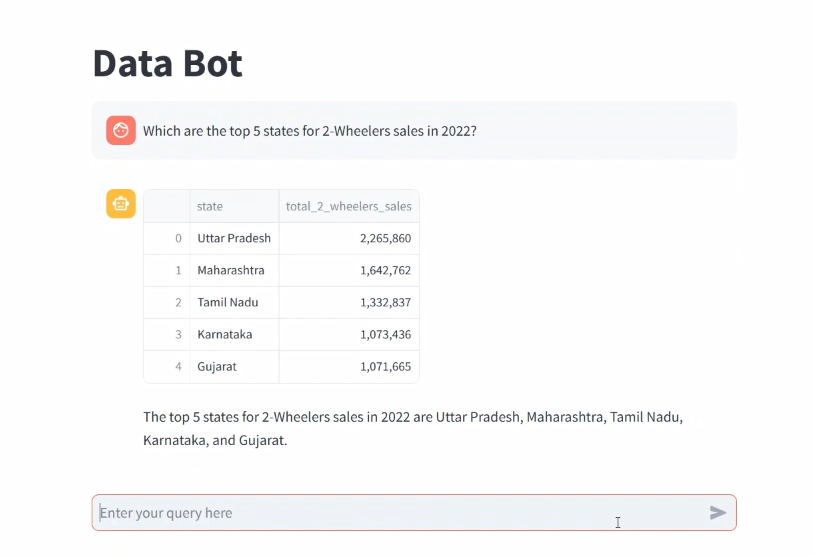 Data Bot
Which are the top 5 states for 2-Wheelers sales in 2022?
state total_2_wheelers_sales
0 Uttar Pradesh 2,265,860
1 Maharashtra 1,642,762
2 Tamil Nadu 1,332,837
3 Karnataka 1,073,436
4 Gujarat 1,071,665
The top 5 states for 2-Wheelers sales in 2022 are Uttar Pradesh, Maharashtra, Tamil Nadu,
Karnataka, and Gujarat.
Enter your query here